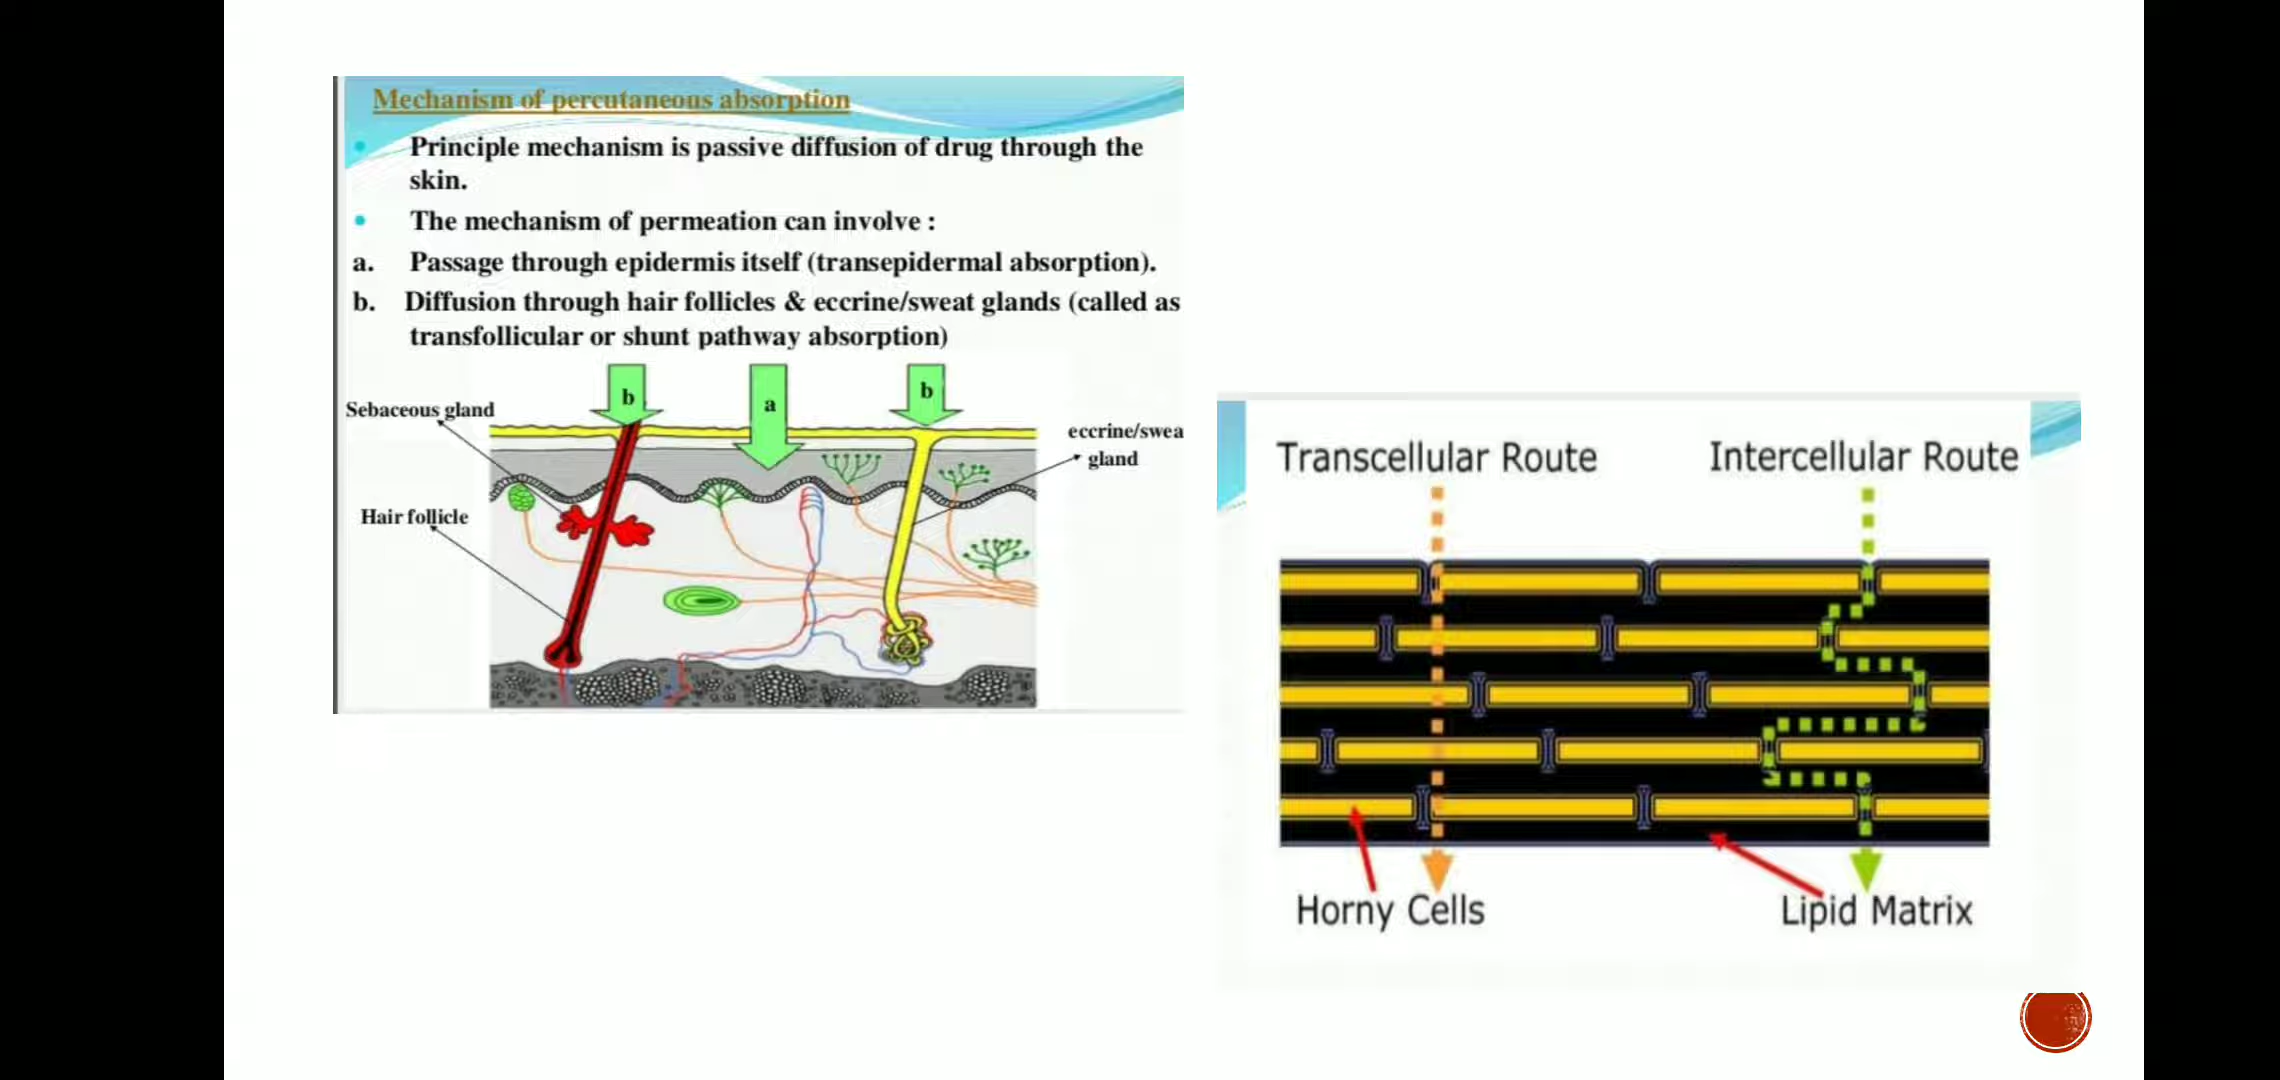 Mechanism of percutaneous absorption
Principle mechanism is passive diffusion of drug through the
skin.
The mechanism of permeation can involve :
a. Passage through epidermis itself (transepidermal absorption).
b. Diffusion through hair follicles & eccrine/sweat glands (called as
transfollicular or shunt pathway absorption)
b
a
b
Sebaceous gland
eccrine/swea
gland
Hair follicle
Transcellular Route
Intercellular Route
Horny Cells
Lipid Matrix